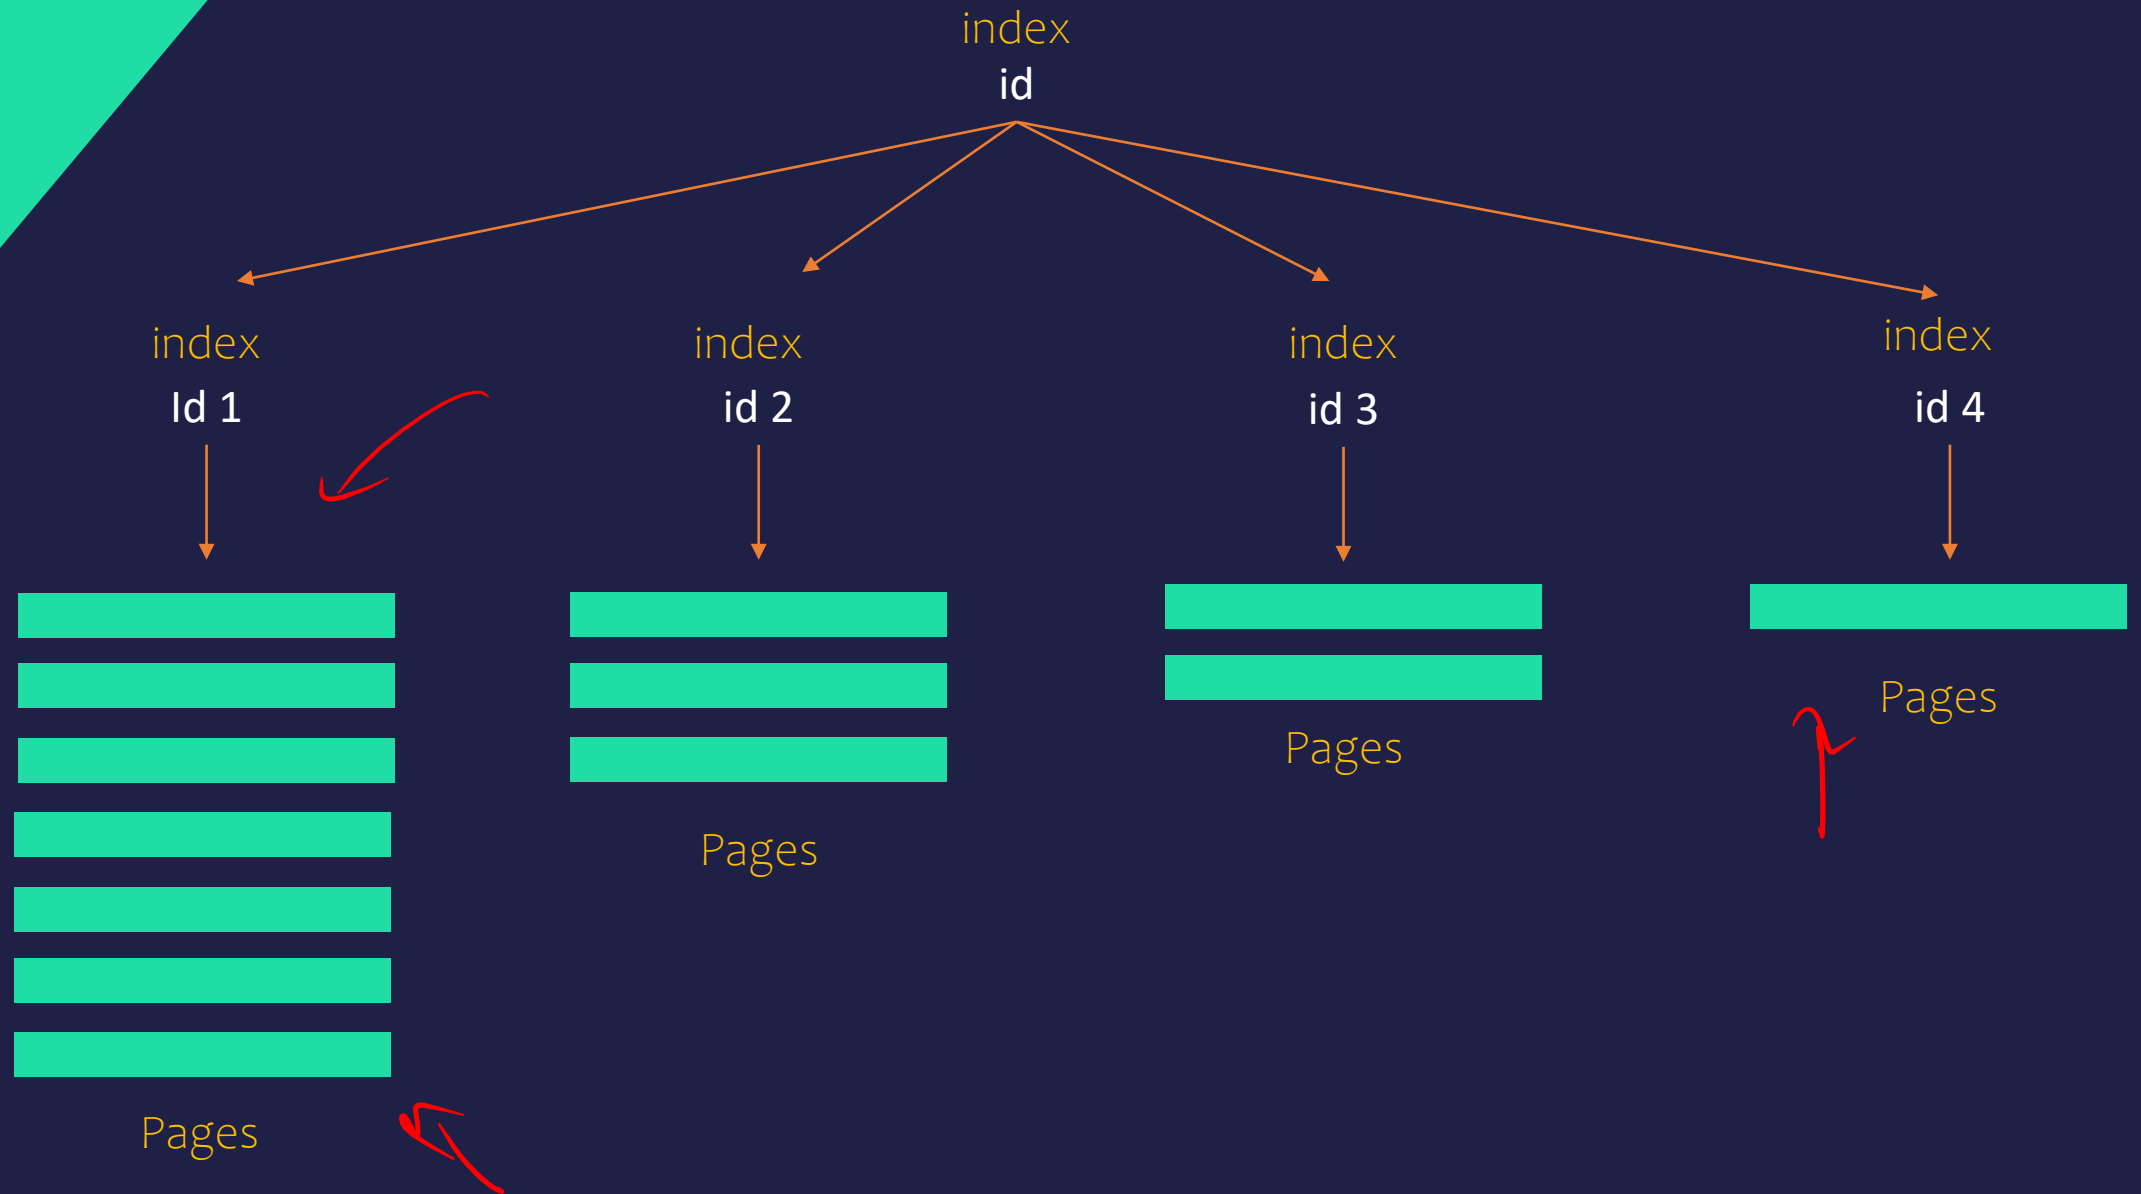 index
id
index
Id 1
index
id 2
index
id 3
index
id 4
Pages
Pages
Pages
Pages